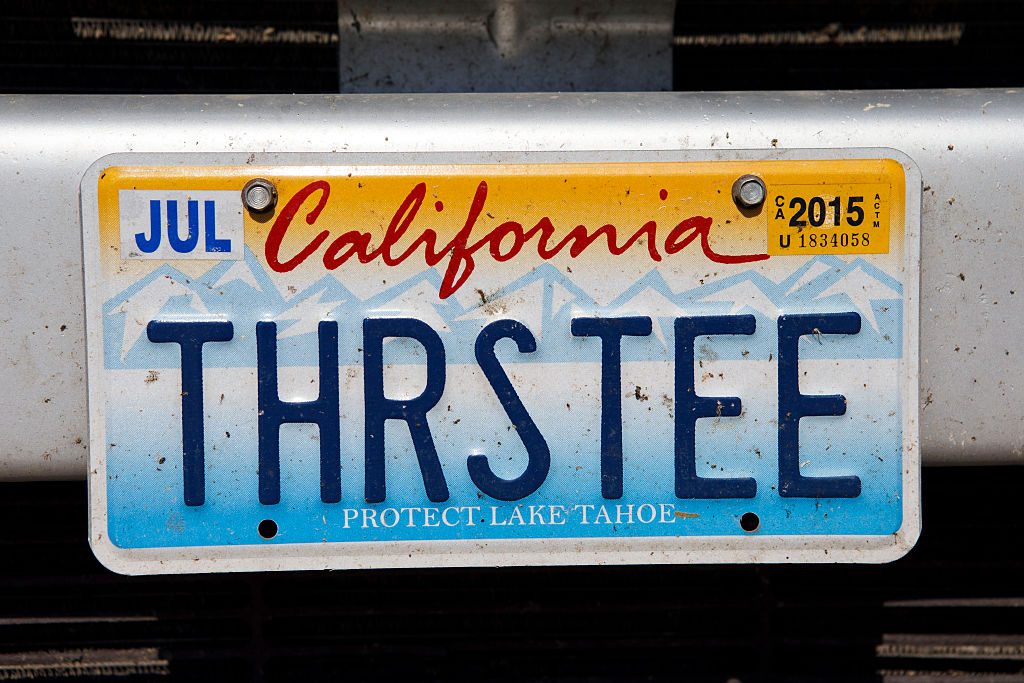 JUL
California
CA 2015 ACTM
U 1834058
THRSTEE
PROTECT LAKE TAHOE